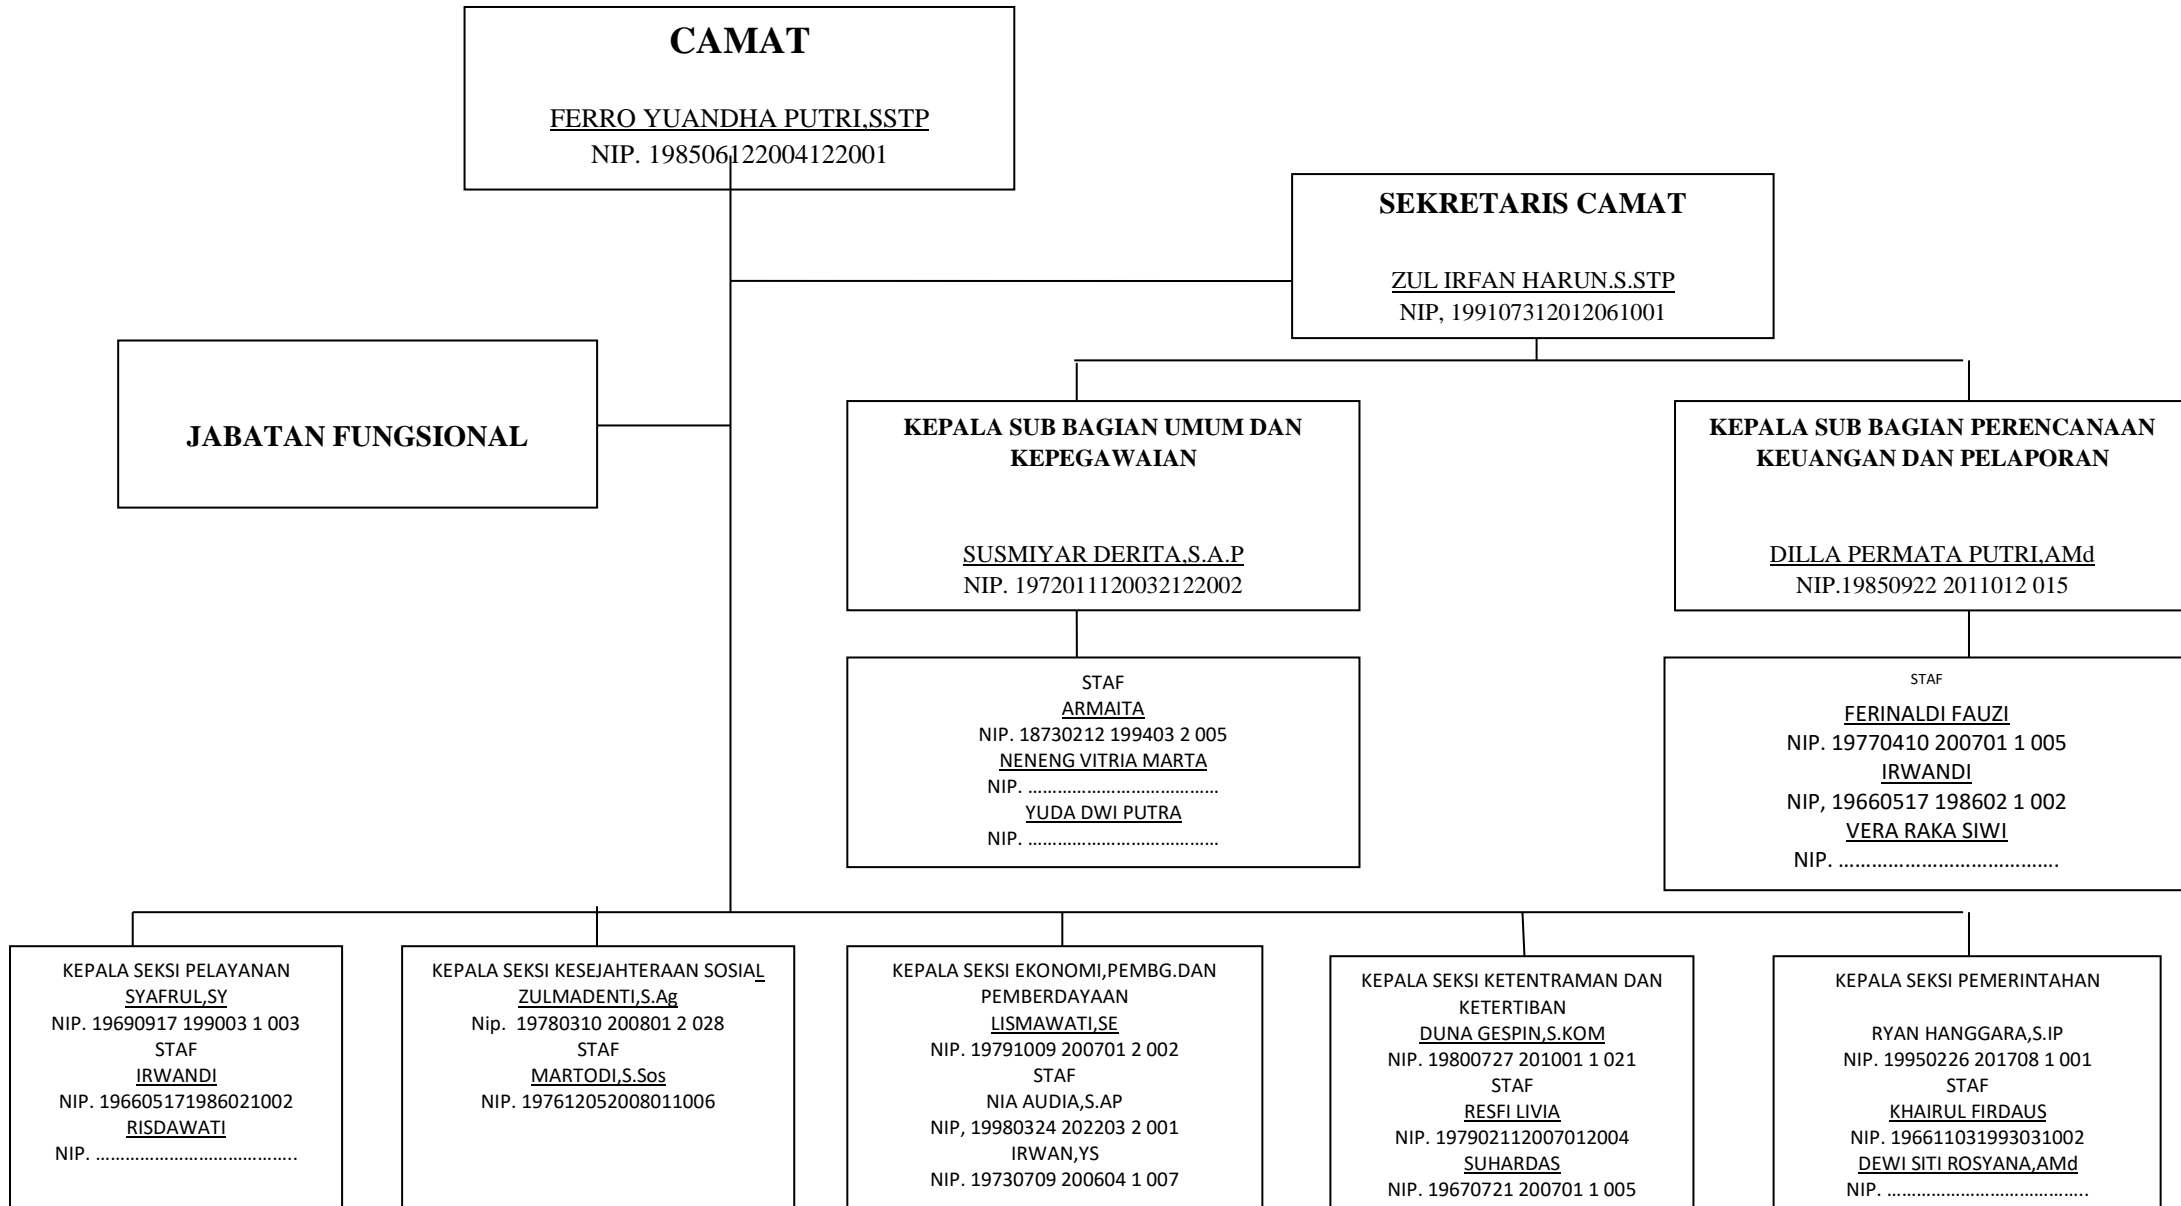 CAMAT
FERRO YUANDHA PUTRI,SSTP
NIP. 198506122004122001
SEKRETARIS CAMAT
ZUL IRFAN HARUN.S.STP
NIP, 199107312012061001
JABATAN FUNGSIONAL
KEPALA SUB BAGIAN UMUM DAN
KEPEGAWAIAN
SUSMIYAR DERITA,S.A.P
NIP. 1972011120032122002
KEPALA SUB BAGIAN PERENCANAAN
KEUANGAN DAN PELAPORAN
DILLA PERMATA PUTRI,AMd
NIP.19850922 2011012 015
STAF
ARMAITA
NIP. 18730212 199403 2 005
NENENG VITRIA MARTA
NIP. …………………………………
YUDA DWI PUTRA
NIP. …………………………………
STAF
FERINALDI FAUZI
NIP. 19770410 200701 1 005
IRWANDI
NIP, 19660517 198602 1 002
VERA RAKA SIWI
NIP. ………………………………….
KEPALA SEKSI PELAYANAN
SYAFRUL,SY
NIP. 19690917 199003 1 003
STAF
IRWANDI
NIP. 196605171986021002
RISDAWATI
NIP. …………………………………..
KEPALA SEKSI KESEJAHTERAAN SOSIAL
ZULMADENTI,S.Ag
Nip. 19780310 200801 2 028
STAF
MARTODI,S.Sos
NIP. 197612052008011006
KEPALA SEKSI EKONOMI,PEMBG.DAN
PEMBERDAYAAN
LISMAWATI,SE
NIP. 19791009 200701 2 002
STAF
NIA AUDIA,S.AP
NIP, 19980324 202203 2 001
IRWAN,YS
NIP. 19730709 200604 1 007
KEPALA SEKSI KETENTRAMAN DAN
KETERTIBAN
DUNA GESPIN,S.KOM
NIP. 19800727 201001 1 021
STAF
RESFI LIVIA
NIP. 197902112007012004
SUHARDAS
NIP. 19670721 200701 1 005
KEPALA SEKSI PEMERINTAHAN
RYAN HANGGARA,S.IP
NIP. 19950226 201708 1 001
STAF
KHAIRUL FIRDAUS
NIP. 196611031993031002
DEWI SITI ROSYANA,AMd
NIP. …………………………………..